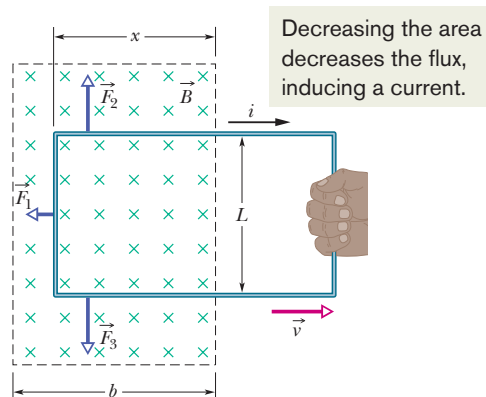 Decreasing the area
decreases the flux,
inducing a current.
x
F₂
B
i
F₁
L
F₃
v
b